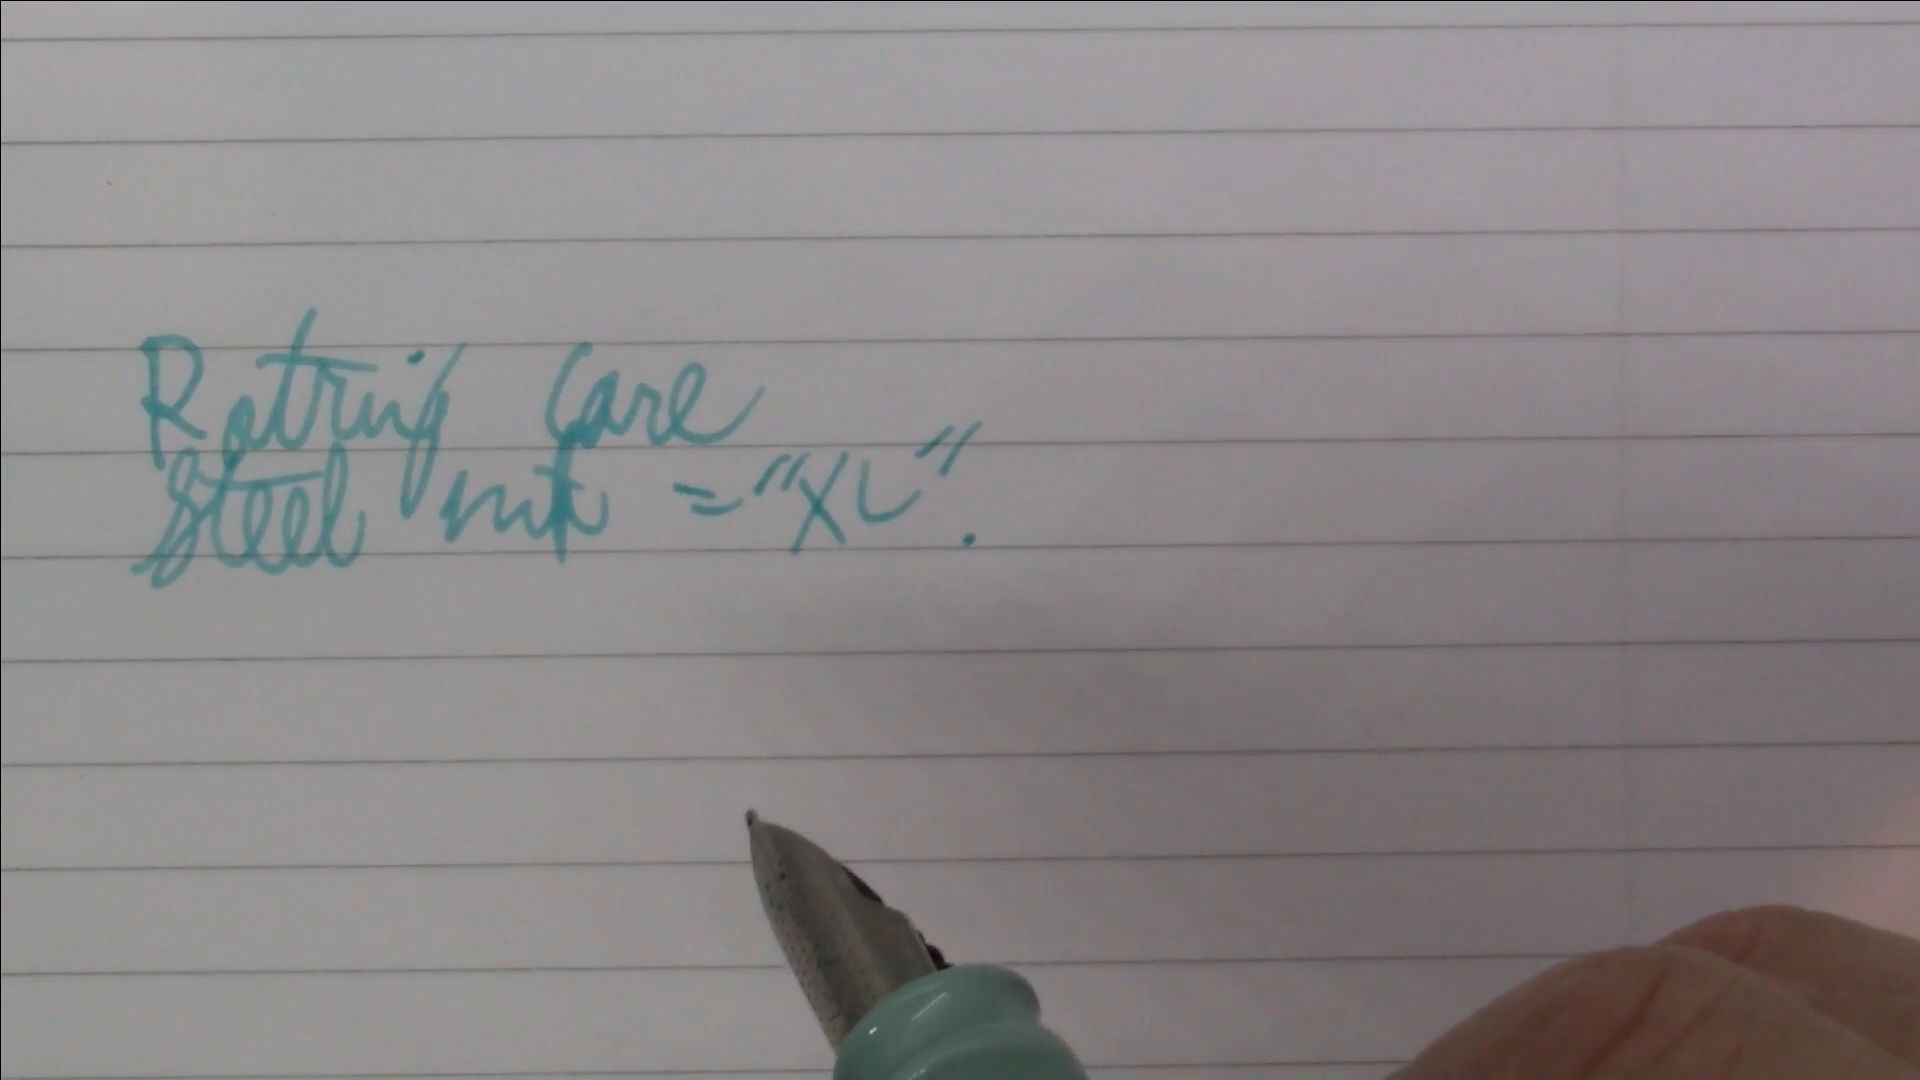 Rotring Core
Steel nib = "XL".